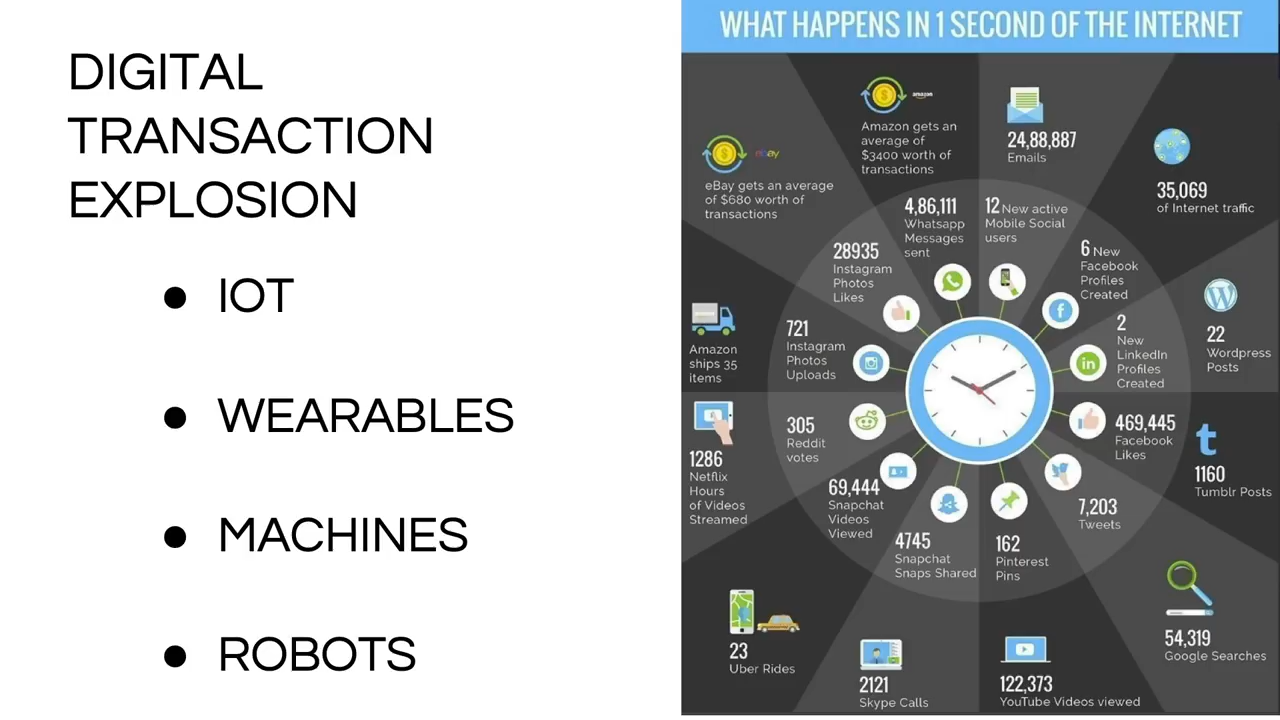 DIGITAL
TRANSACTION
EXPLOSION
● IOT
● WEARABLES
● MACHINES
● ROBOTS
WHAT HAPPENS IN 1 SECOND OF THE INTERNET
amazon
Amazon gets an
average of
$3400 worth of
transactions
24,88,887
Emails
ebay
eBay gets an average
of $680 worth of
transactions
35,069
of Internet traffic
4,86,111
Whatsapp
Messages
sent
12 New active
Mobile Social
users
28935
Instagram
Photos
Likes
6 New
Facebook
Profiles
Created
Amazon
ships 35
items
721
Instagram
Photos
Uploads
2
New
LinkedIn
Profiles
Created
22
Wordpress
Posts
1286
Netflix
Hours
of Videos
Streamed
305
Reddit
votes
469,445
Facebook
Likes
1160
Tumblr Posts
69,444
Snapchat
Videos
Viewed
7,203
Tweets
4745
Snapchat
Snaps Shared
162
Pinterest
Pins
23
Uber Rides
2121
Skype Calls
122,373
YouTube Videos viewed
54,319
Google Searches